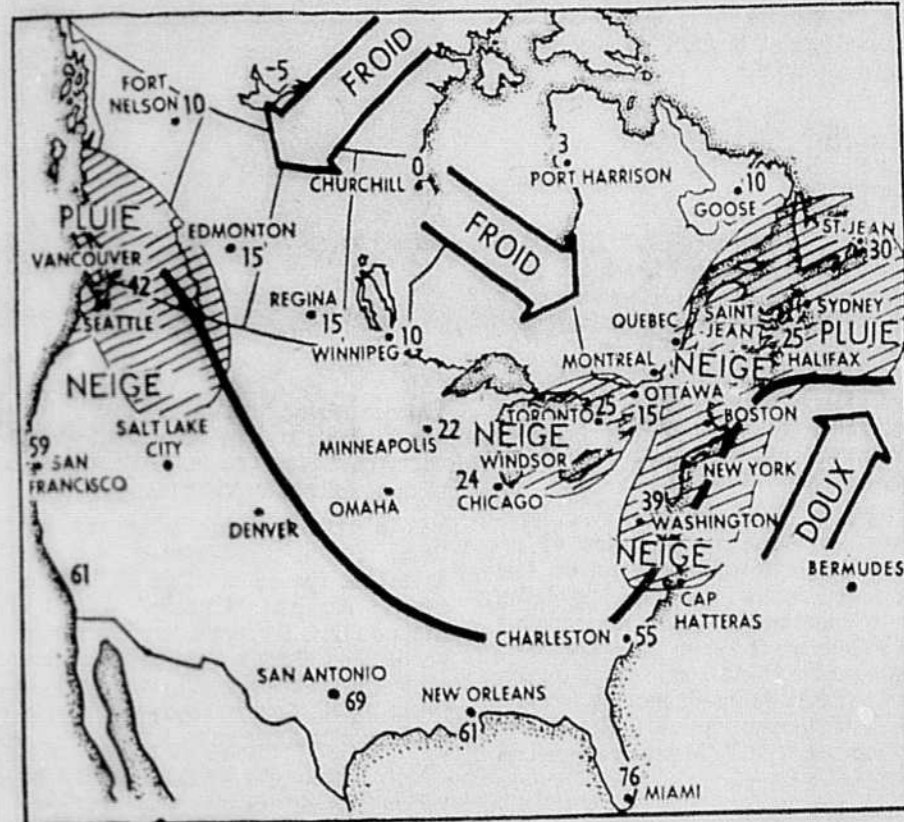 -5
FROID
FORT
NELSON 10
0
CHURCHILL
3
PORT HARRISON
10
GOOSE
PLUIE
EDMONTON
15
FROID
ST-JEAN
30
VANCOUVER
42
SEATTLE
REGINA
15
10
WINNIPEG
QUEBEC
SAINT
JEAN
SYDNEY
25
PLUIE
HALIFAX
MONTREAL
NEIGE
NEIGE
OTTAWA
15
TORONTO 25
BOSTON
SALT LAKE
CITY
MINNEAPOLIS 22
NEIGE
WINDSOR
59
SAN
FRANCISCO
24
CHICAGO
NEW YORK
DOUX
OMAHA
DENVER
39
WASHINGTON
NEIGE
BERMUDES
61
CAP
HATTERAS
CHARLESTON 55
SAN ANTONIO
69
NEW ORLEANS
61
76
MIAMI